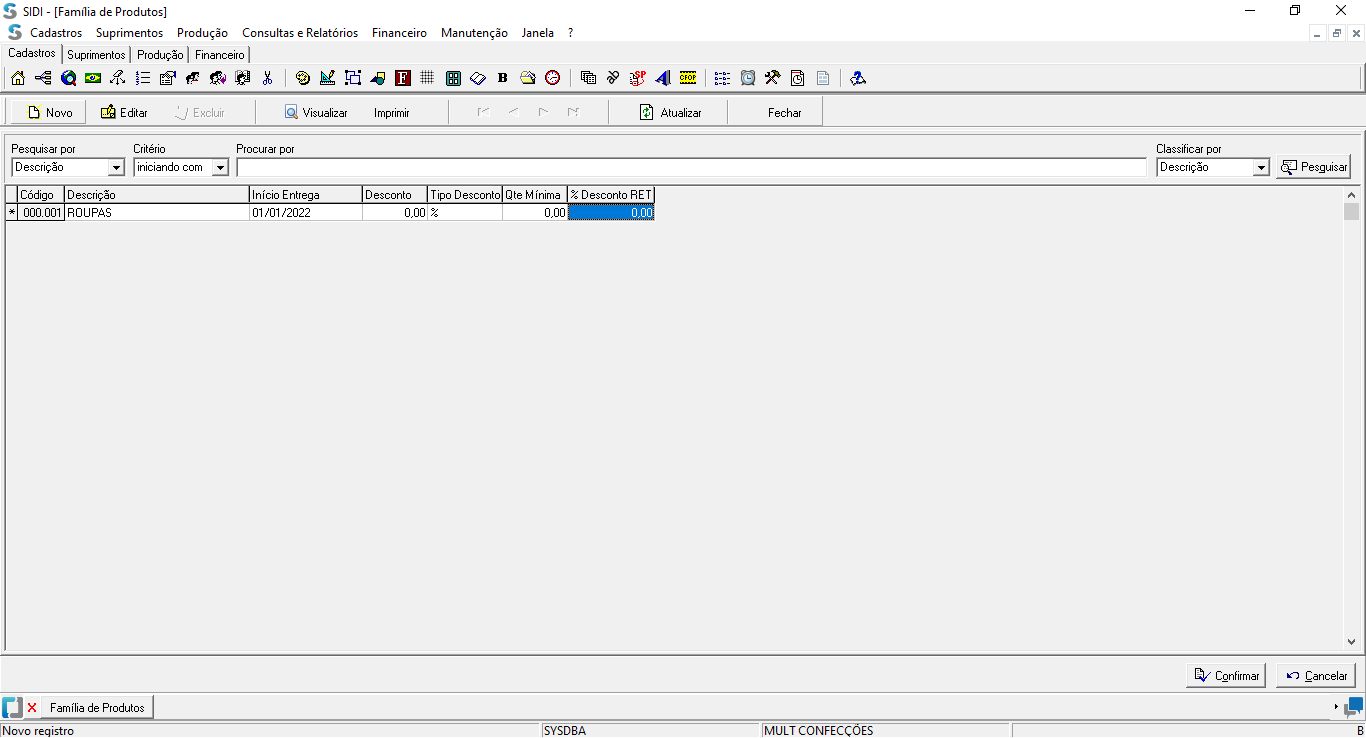 SIDI - [Família de Produtos]
Cadastros Suprimentos Produção Consultas e Relatórios Financeiro Manutenção Janela ?
Cadastros Suprimentos Produção Financeiro
F B SP CFOP
Novo Editar Excluir Visualizar Imprimir Atualizar Fechar
Pesquisar por Critério Procurar por Classificar por
Descrição iniciando com Descrição Pesquisar
Código Descrição Início Entrega Desconto Tipo Desconto Qte Mínima % Desconto RET
* 000.001 ROUPAS 01/01/2022 0,00 % 0,00 0,00
Confirmar Cancelar
Família de Produtos
Novo registro SYSDBA MULT CONFECÇÕES B